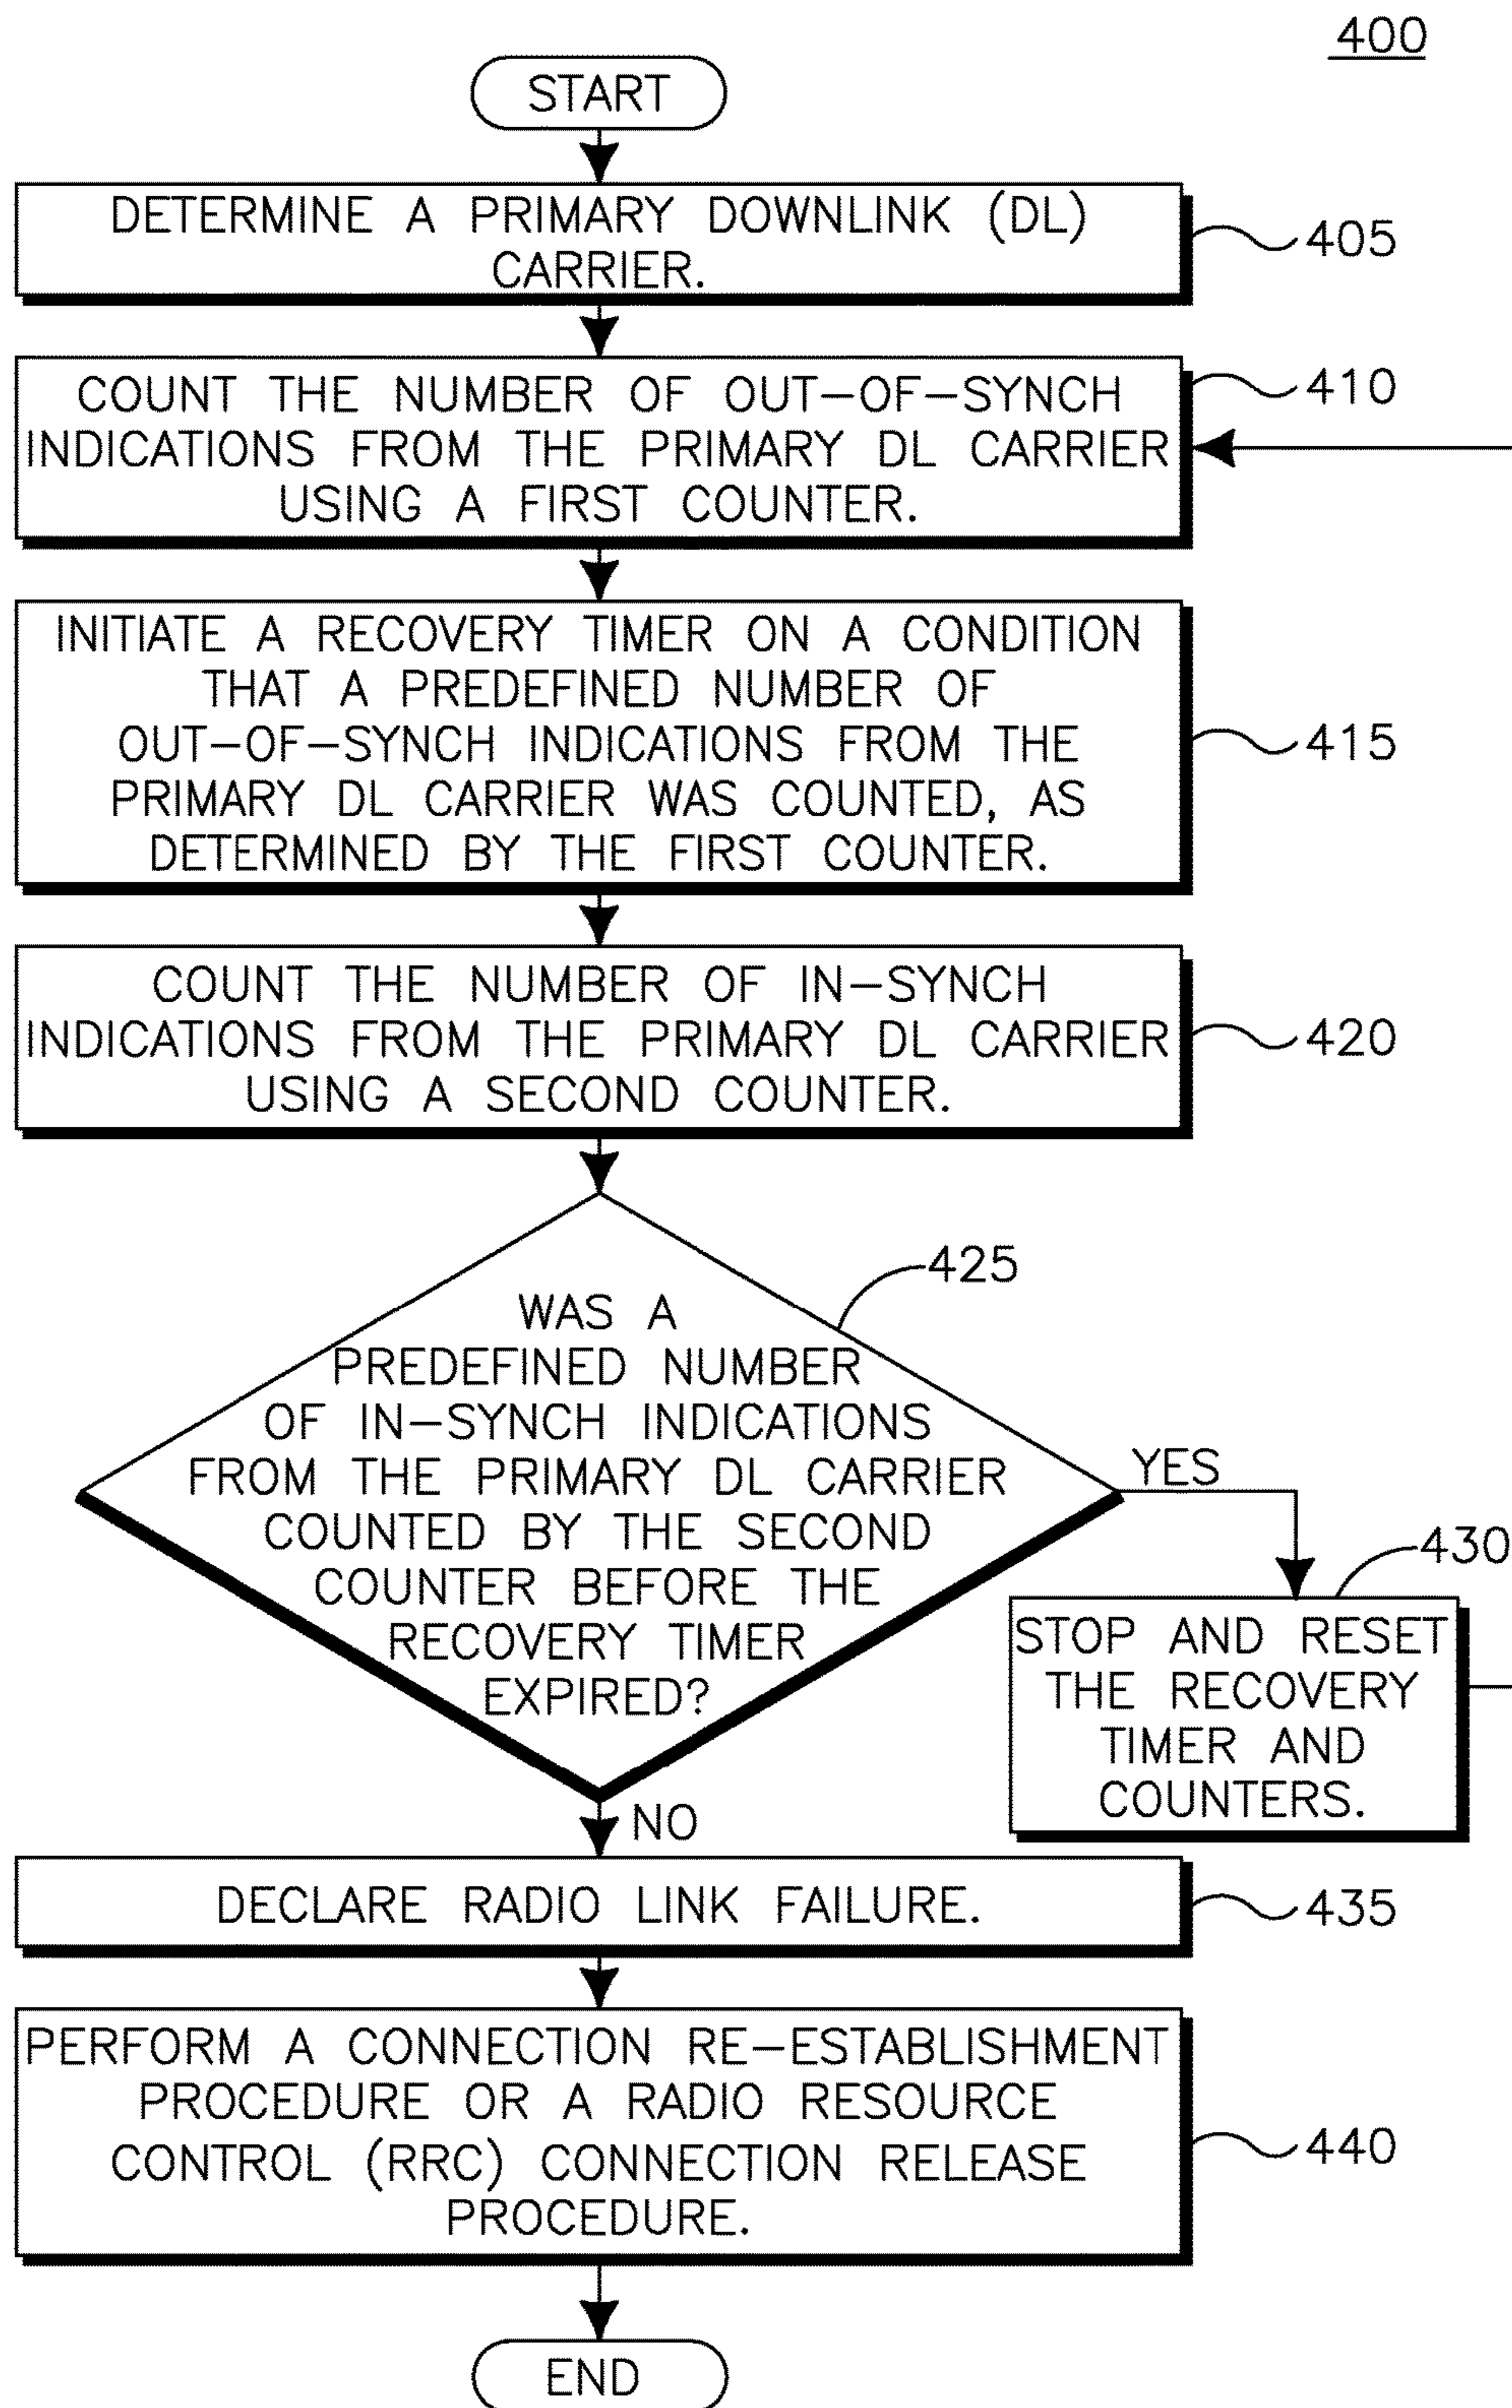 400
START
DETERMINE A PRIMARY DOWNLINK (DL)
CARRIER.
405
COUNT THE NUMBER OF OUT-OF-SYNCH
INDICATIONS FROM THE PRIMARY DL CARRIER
USING A FIRST COUNTER.
410
INITIATE A RECOVERY TIMER ON A CONDITION
THAT A PREDEFINED NUMBER OF
OUT-OF-SYNCH INDICATIONS FROM THE
PRIMARY DL CARRIER WAS COUNTED, AS
DETERMINED BY THE FIRST COUNTER.
415
COUNT THE NUMBER OF IN-SYNCH
INDICATIONS FROM THE PRIMARY DL CARRIER
USING A SECOND COUNTER.
420
425
WAS A
PREDEFINED NUMBER
OF IN-SYNCH INDICATIONS
FROM THE PRIMARY DL CARRIER
COUNTED BY THE SECOND
COUNTER BEFORE THE
RECOVERY TIMER
EXPIRED?
YES
430
STOP AND RESET
THE RECOVERY
TIMER AND
COUNTERS.
NO
DECLARE RADIO LINK FAILURE.
435
PERFORM A CONNECTION RE-ESTABLISHMENT
PROCEDURE OR A RADIO RESOURCE
CONTROL (RRC) CONNECTION RELEASE
PROCEDURE.
440
END